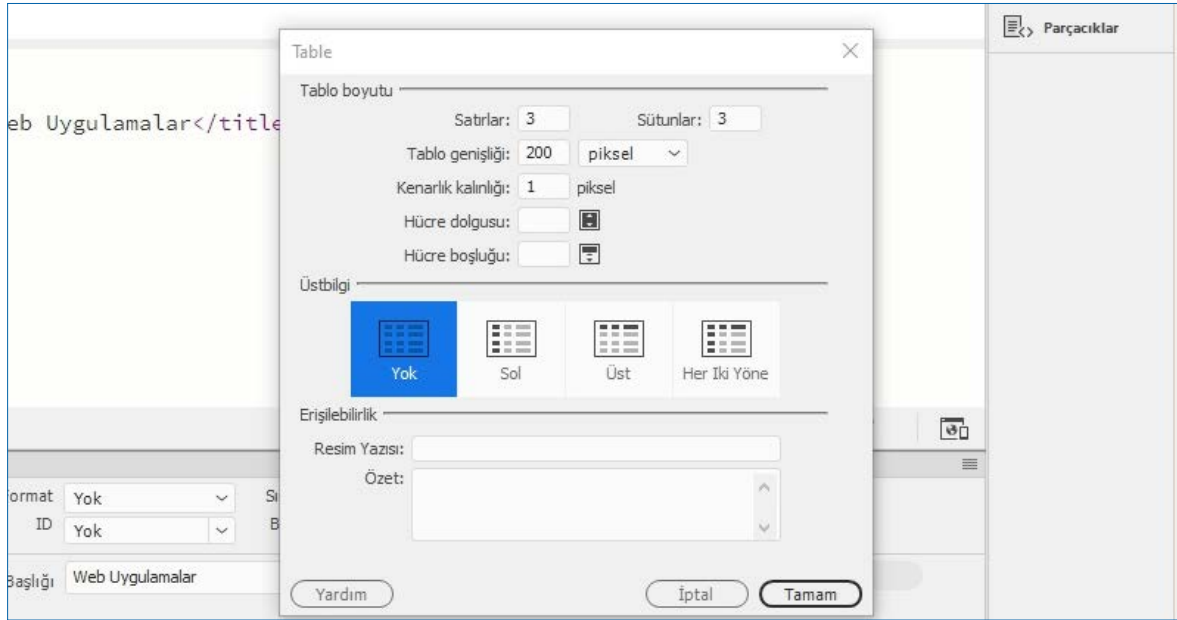 Parçacıklar
Table
Tablo boyutu
eb Uygulamalar</title
Satırlar: 3 Sütunlar: 3
Tablo genişliği: 200 piksel
Kenarlık kalınlığı: 1 piksel
Hücre dolgusu:
Hücre boşluğu:
Üstbilgi
Yok Sol Üst Her Iki Yöne
Erişilebilirlik
Resim Yazısı:
Özet:
ormat Yok
ID Yok
Başlığı Web Uygulamalar
Yardım İptal Tamam